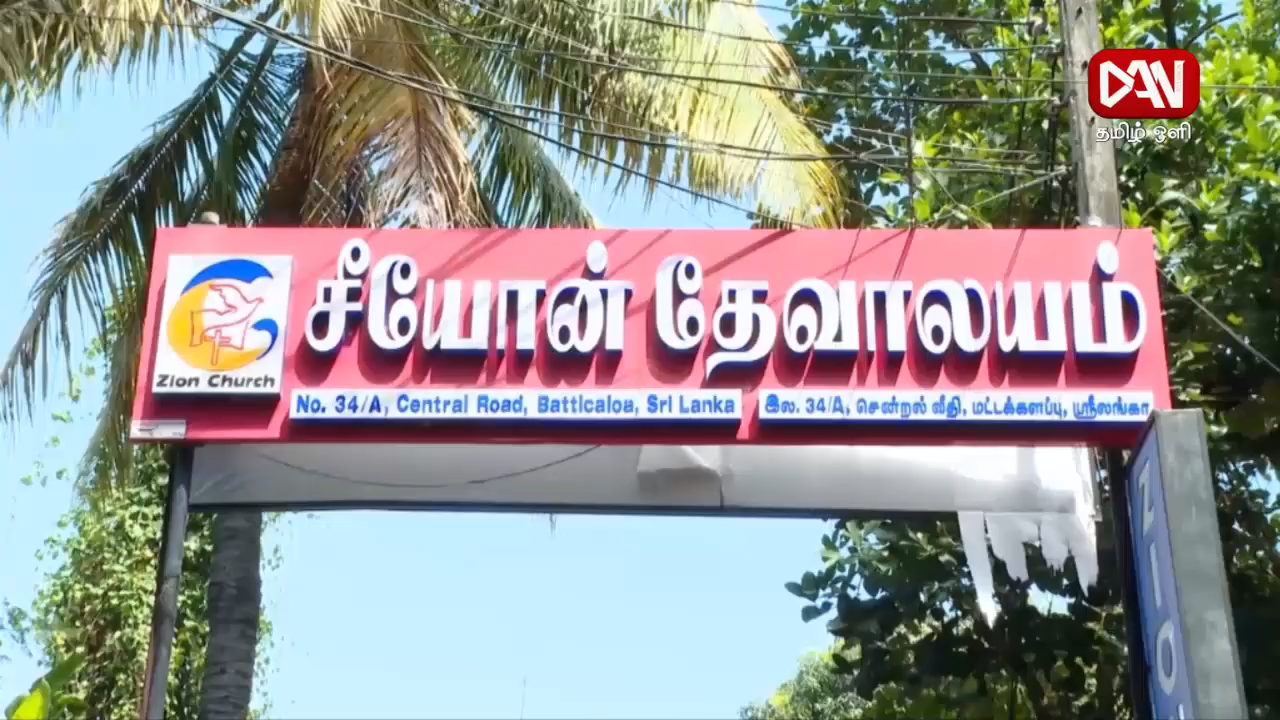 DAN
தமிழ் ஒளி
சீயோன் தேவாலயம்
Zion Church
No. 34/A, Central Road, Batticaloa, Sri Lanka
இல. 34/A, சென்றல் வீதி, மட்டக்களப்பு, ஸ்ரீலங்கா
ZIO